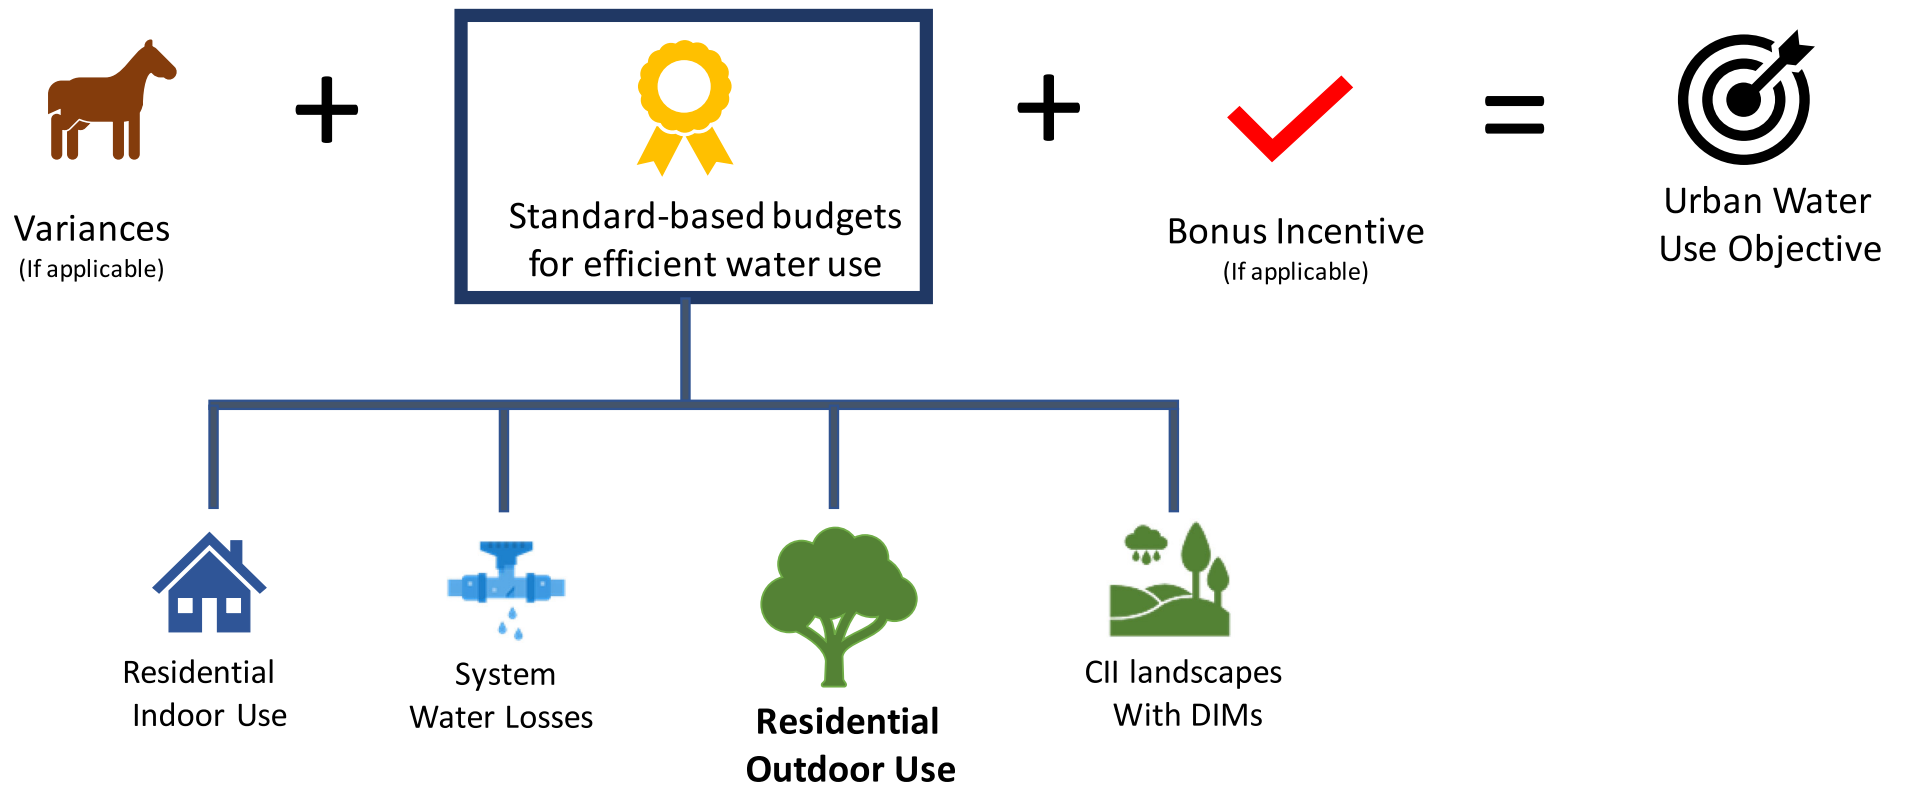 Variances
(If applicable)
+
Standard-based budgets
for efficient water use
+
Bonus Incentive
(If applicable)
=
Urban Water
Use Objective
Residential
Indoor Use
System
Water Losses
Residential
Outdoor Use
CII landscapes
With DIMs